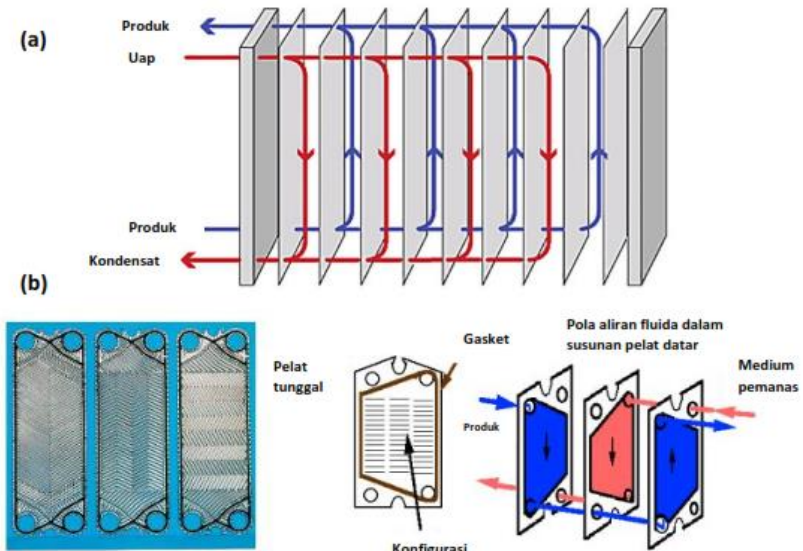 (a)
Produk
Uap
Produk
Kondensat
(b)
Pelat
tunggal
Gasket
Konfigurasi
Pola aliran fluida dalam
susunan pelat datar
Medium
pemanas
Produk